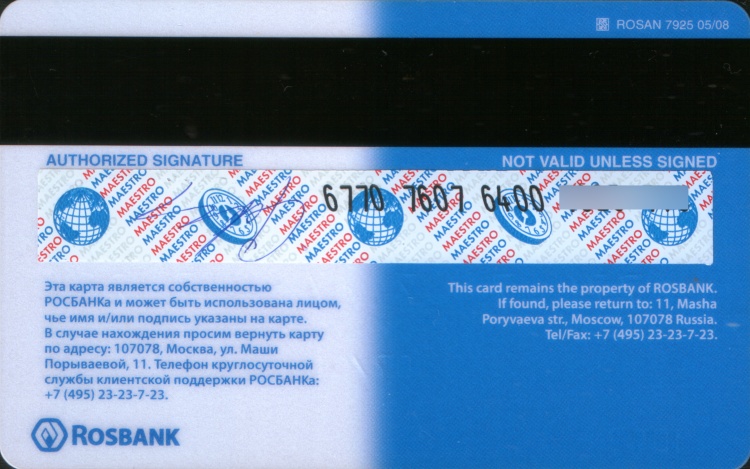 ROSAN 7925 05/08
AUTHORIZED SIGNATURE
NOT VALID UNLESS SIGNED
MAESTRO
6770 7607 6400
Эта карта является собственностью
РОСБАНКа и может быть использована лицом,
чье имя и/или подпись указаны на карте.
В случае нахождения просим вернуть карту
по адресу: 107078, Москва, ул. Маши
Порываевой, 11. Телефон круглосуточной
службы клиентской поддержки РОСБАНКа:
+7 (495) 23-23-7-23.
This card remains the property of ROSBANK.
If found, please return to: 11, Masha
Poryvaeva str., Moscow, 107078 Russia.
Tel/Fax: +7 (495) 23-23-7-23.
ROSBANK